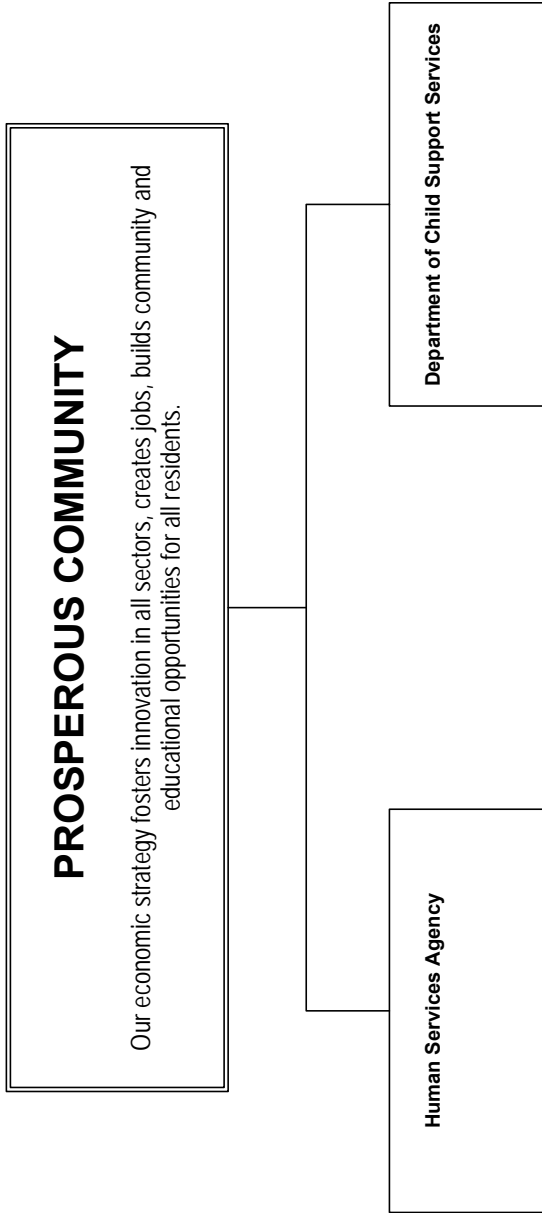 PROSPEROUS COMMUNITY
Our economic strategy fosters innovation in all sectors, creates jobs, builds community and
educational opportunities for all residents.
Human Services Agency
Department of Child Support Services